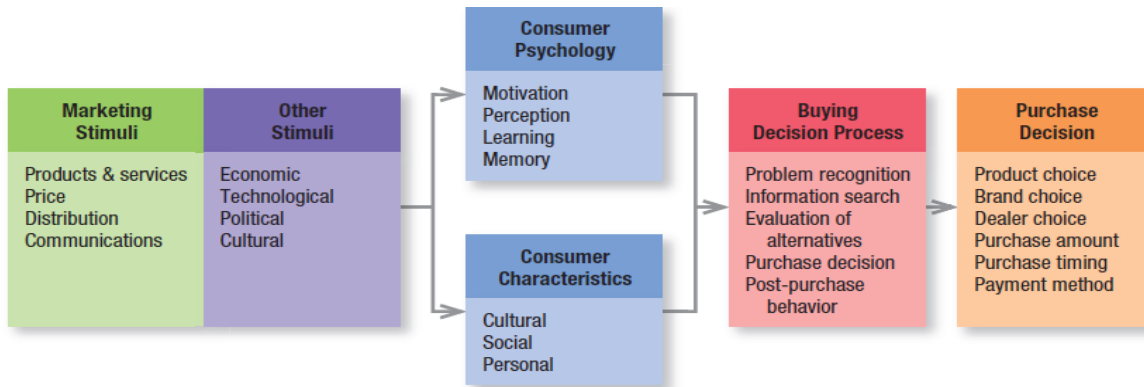 Marketing
Stimuli
Products & services
Price
Distribution
Communications
Other
Stimuli
Economic
Technological
Political
Cultural
Consumer
Psychology
Motivation
Perception
Learning
Memory
Consumer
Characteristics
Cultural
Social
Personal
Buying
Decision Process
Problem recognition
Information search
Evaluation of
alternatives
Purchase decision
Post-purchase
behavior
Purchase
Decision
Product choice
Brand choice
Dealer choice
Purchase amount
Purchase timing
Payment method